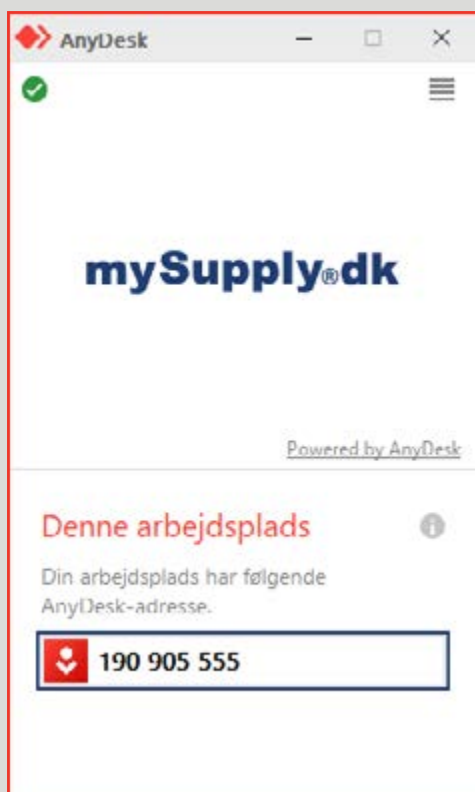 AnyDesk
mySupply®dk
Powered by AnyDesk
Denne arbejdsplads
Din arbejdsplads har følgende
AnyDesk-adresse.
190 905 555